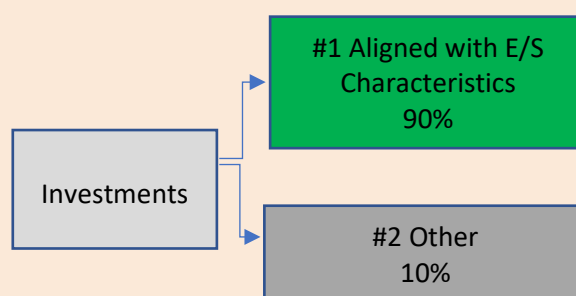 #1 Aligned with E/S
Characteristics
90%
Investments
#2 Other
10%